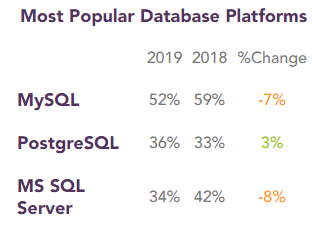 Most Popular Database Platforms
2019 2018 %Change
MySQL 52% 59% -7%
PostgreSQL 36% 33% 3%
MS SQL
Server 34% 42% -8%